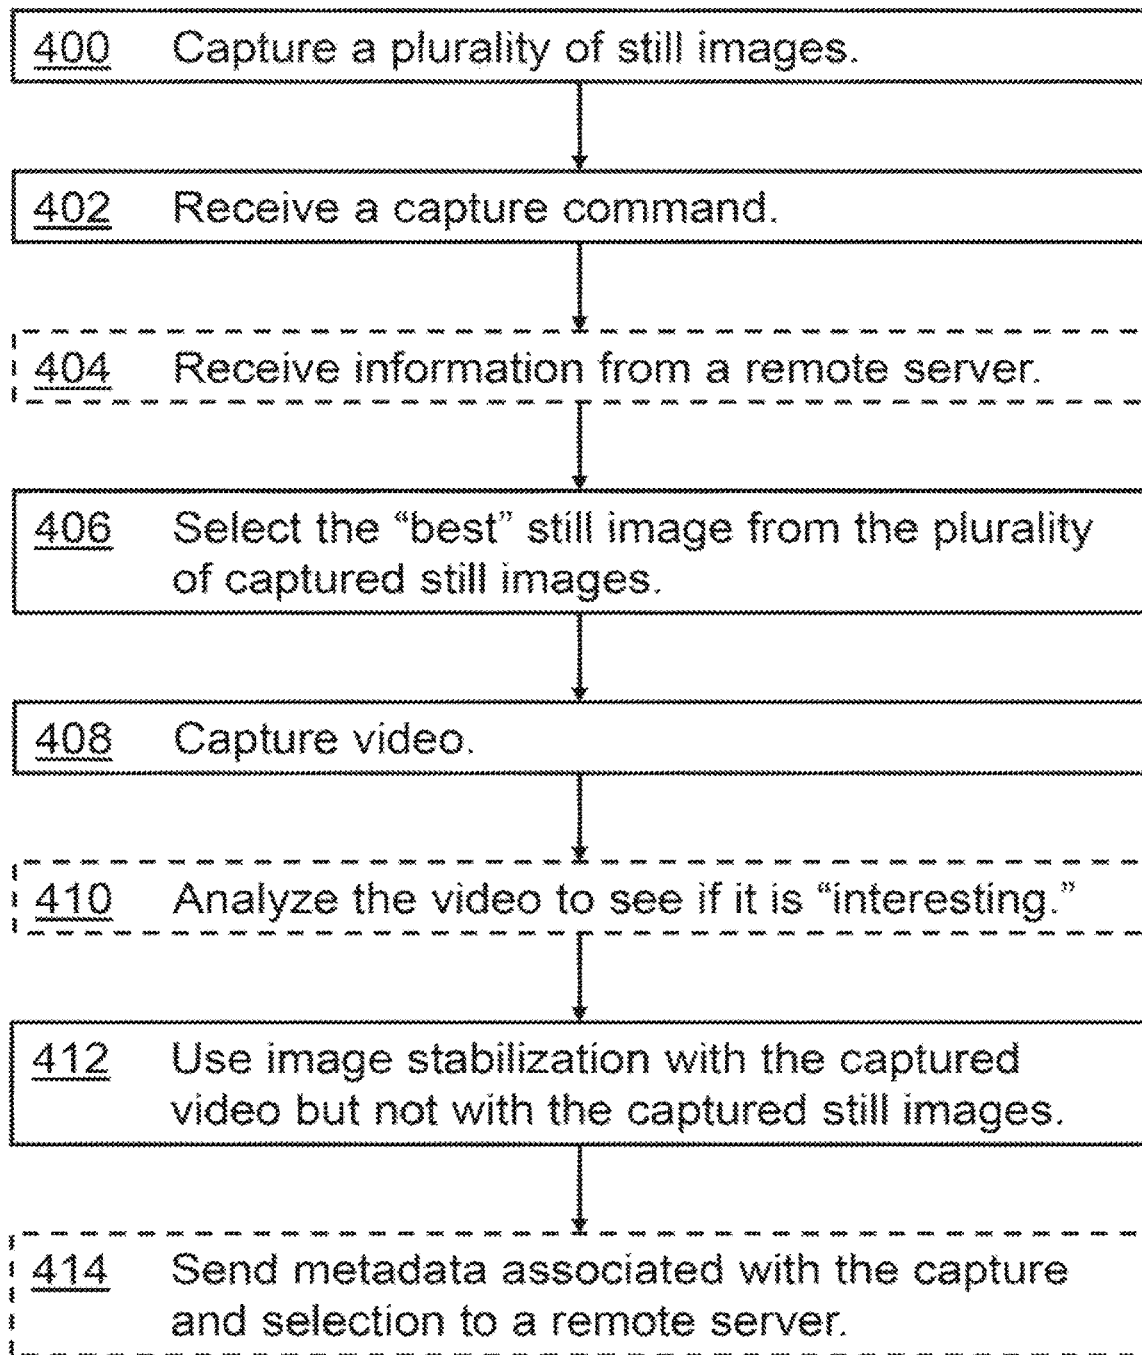 400 Capture a plurality of still images.
402 Receive a capture command.
404 Receive information from a remote server.
406 Select the “best” still image from the plurality
of captured still images.
408 Capture video.
410 Analyze the video to see if it is “interesting.”
412 Use image stabilization with the captured
video but not with the captured still images.
414 Send metadata associated with the capture
and selection to a remote server.